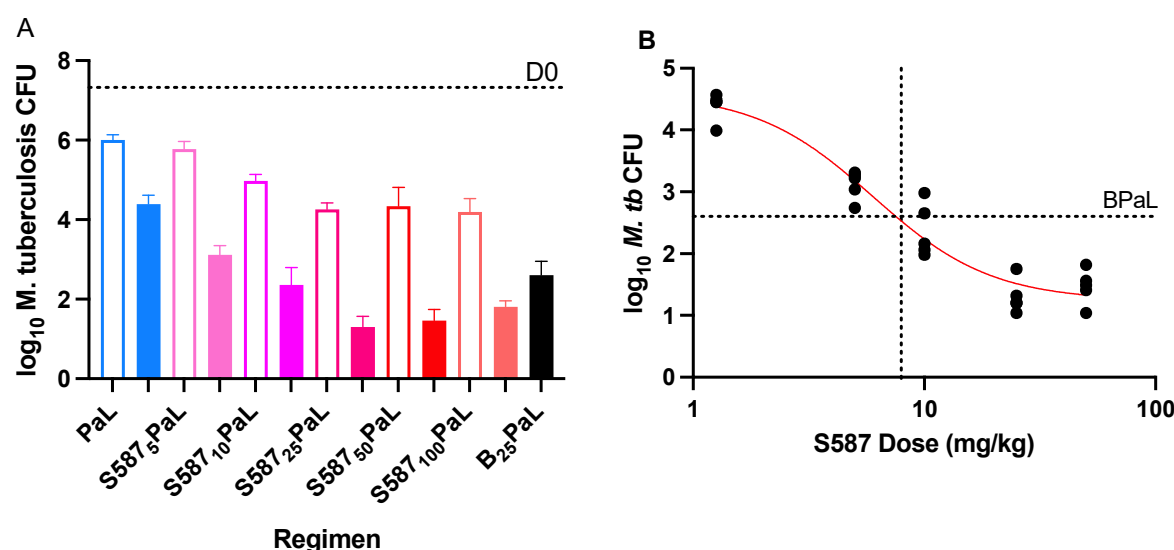 A
log10 M. tuberculosis CFU
8
6
4
2
0
D0
PaL
S5875PaL
S58710PaL
S58725PaL
S58750PaL
S587100PaL
B25PaL
Regimen
B
log10 M. tb CFU
5
4
3
2
1
0
BPaL
1
10
100
S587 Dose (mg/kg)